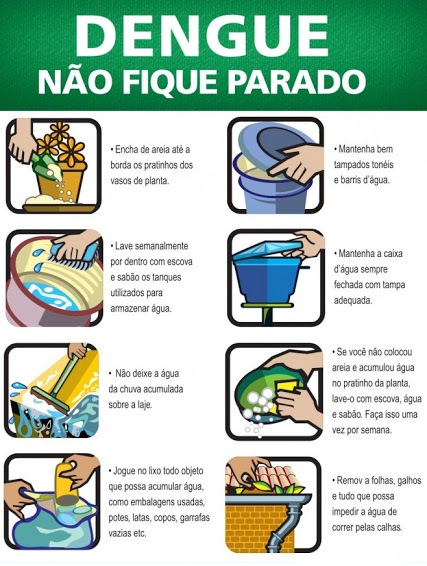 DENGUE
NÃO FIQUE PARADO
• Encha de areia até a
borda os pratinhos dos
vasos de planta.
• Mantenha bem
tampados tonéis
e barris d'água.
• Lave semanalmente
por dentro com escova
e sabão os tanques
utilizados para
armazenar água.
• Mantenha a caixa
d'água sempre
fechada com tampa
adequada.
• Não deixe a água
da chuva acumulada
sobre a laje.
• Se você não colocou
areia e acumulou água
no pratinho da planta,
lave-o com escova, água
e sabão. Faça isso uma
vez por semana.
• Jogue no lixo todo objeto
que possa acumular água,
como embalagens usadas,
potes, latas, copos, garrafas
vazias etc.
• Remov a folhas, galhos
e tudo que possa
impedir a água de
correr pelas calhas.